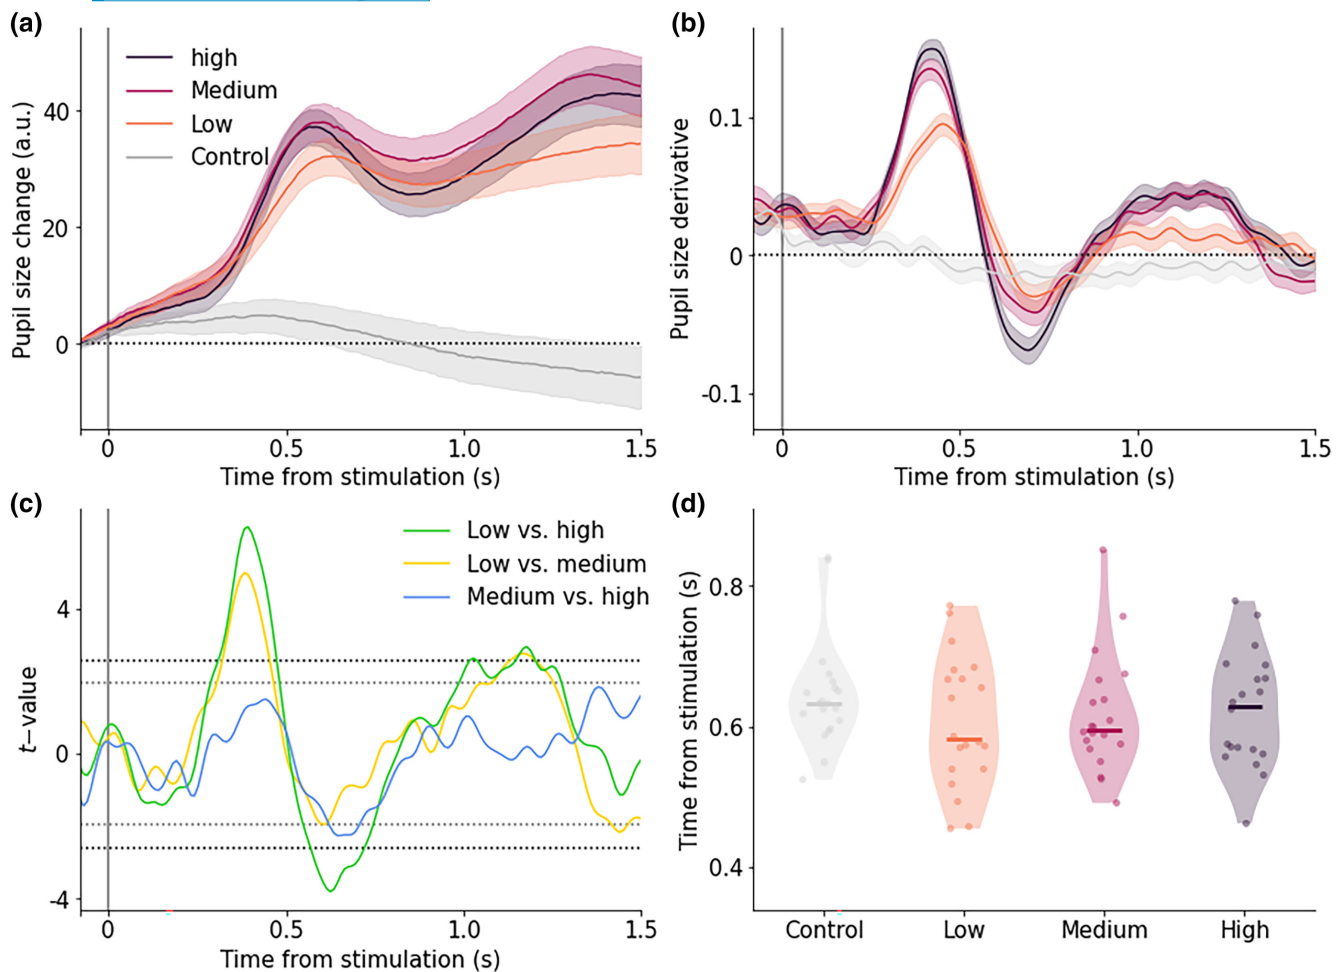 (a)
high
Medium
Low
Control
40
20
0
Pupil size change (a.u.)
0
0.5
1.0
1.5
Time from stimulation (s)
(b)
0.1
0
-0.1
Pupil size derivative
0
0.5
1.0
1.5
Time from stimulation (s)
(c)
Low vs. high
Low vs. medium
Medium vs. high
4
0
-4
t–value
0
0.5
1.0
1.5
Time from stimulation (s)
(d)
0.8
0.6
0.4
Time from stimulation (s)
Control
Low
Medium
High